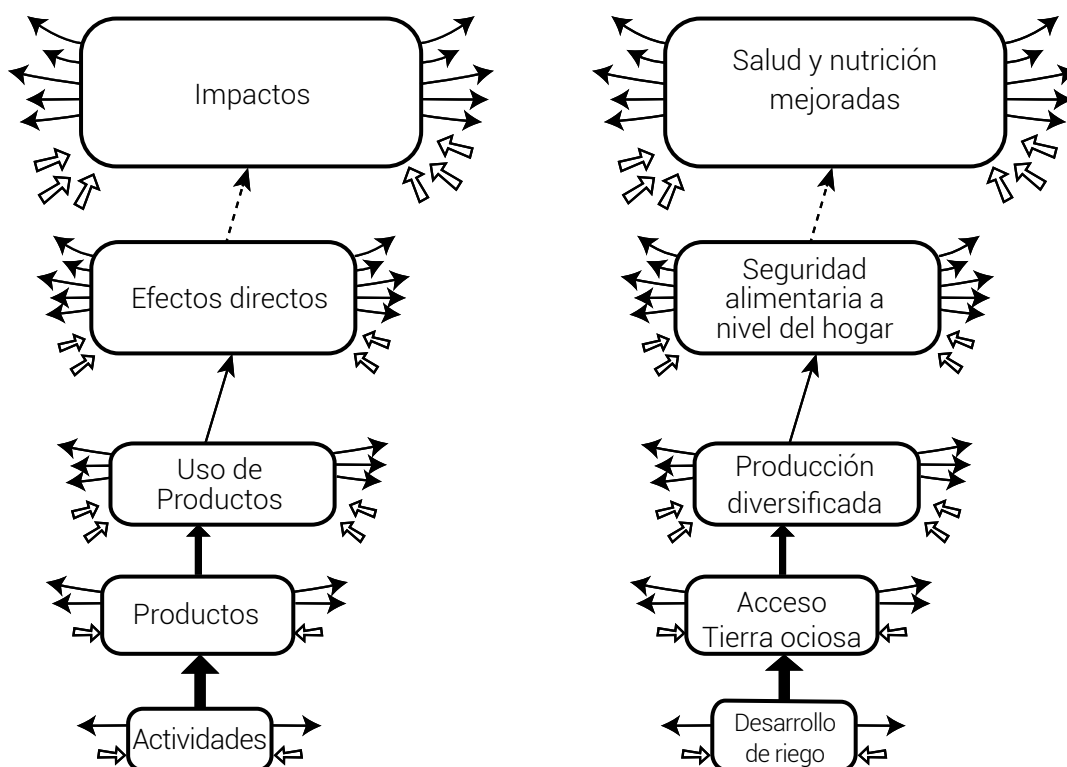 Impactos
Efectos directos
Uso de
Productos
Productos
Actividades
Salud y nutrición
mejoradas
Seguridad
alimentaria a
nivel del hogar
Producción
diversificada
Acceso
Tierra ociosa
Desarrollo
de riego